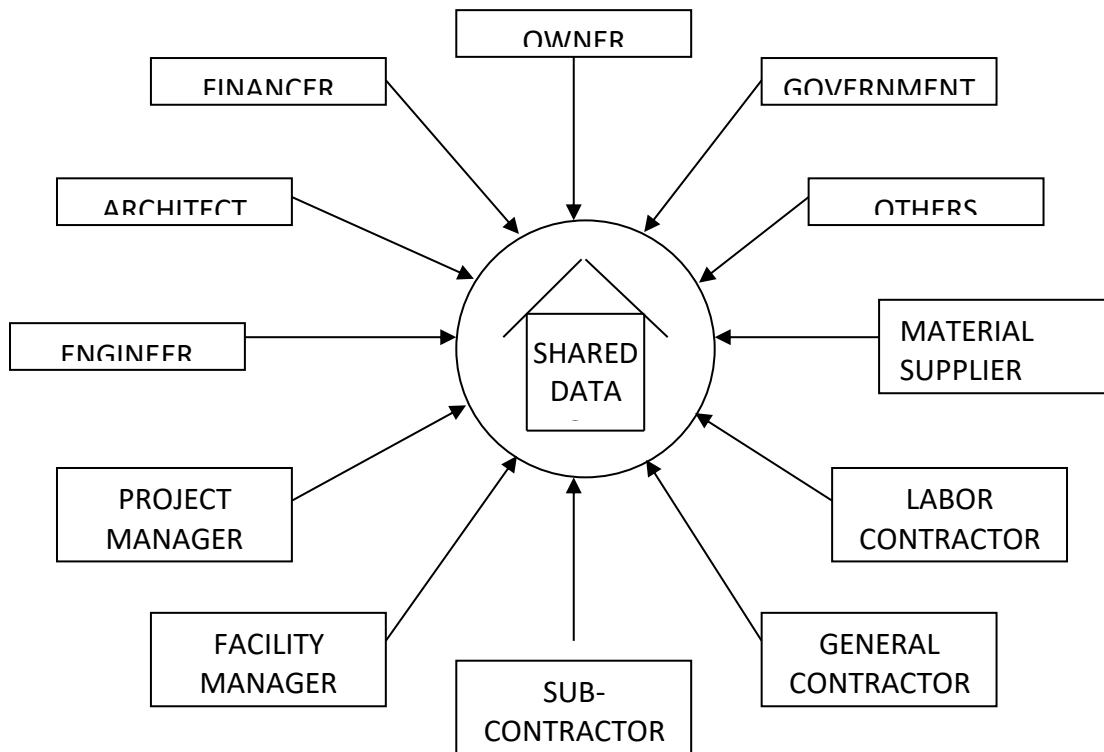 OWNER
FINANCER
GOVERNMENT
ARCHITECT
OTHERS
ENGINEER
SHARED
DATA
MATERIAL
SUPPLIER
PROJECT
MANAGER
LABOR
CONTRACTOR
FACILITY
MANAGER
SUB-
CONTRACTOR
GENERAL
CONTRACTOR